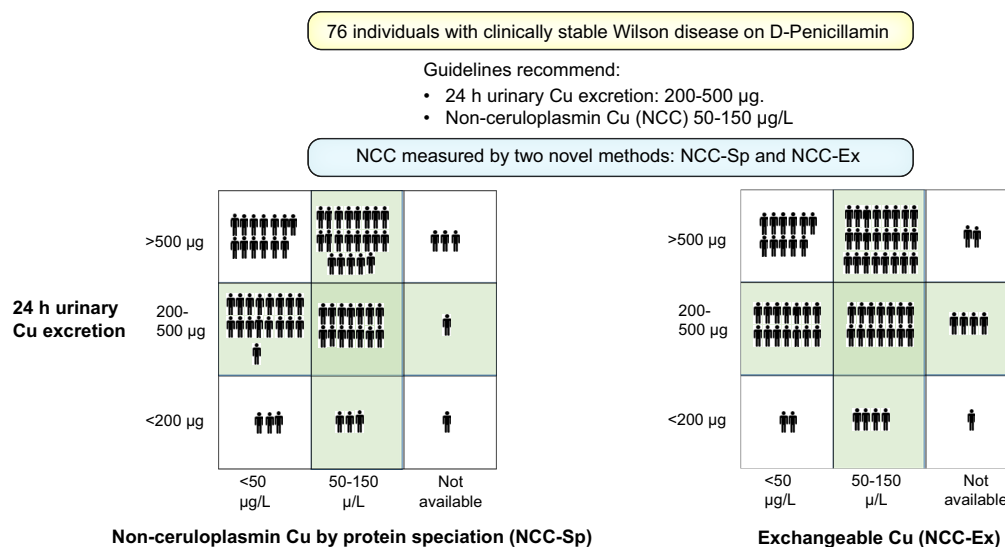 76 individuals with clinically stable Wilson disease on D-Penicillamin
Guidelines recommend:
• 24 h urinary Cu excretion: 200-500 µg.
• Non-ceruloplasmin Cu (NCC) 50-150 µg/L
NCC measured by two novel methods: NCC-Sp and NCC-Ex
24 h urinary
Cu excretion
>500 µg
200-
500 µg
<200 µg
<50
µg/L
50-150
µ/L
Not
available
Non-ceruloplasmin Cu by protein speciation (NCC-Sp)
>500 µg
200-
500 µg
<200 µg
<50
µg/L
50-150
µ/L
Not
available
Exchangeable Cu (NCC-Ex)